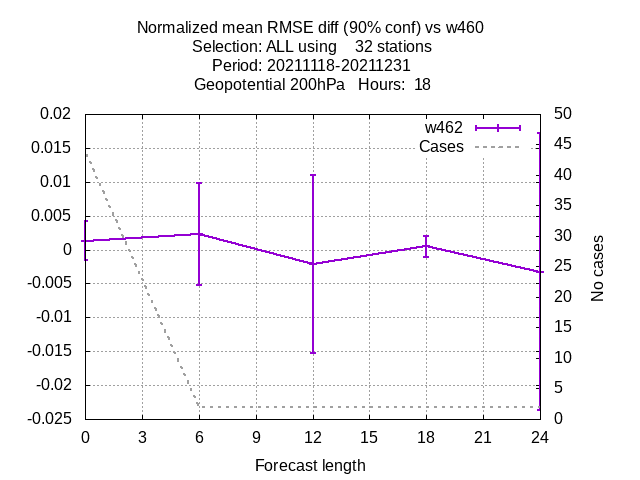 Normalized mean RMSE diff (90% conf) vs w460
Selection: ALL using    32 stations
Period: 20211118-20211231
Geopotential 200hPa   Hours:  18
w462
Cases
0.02
0.015
0.01
0.005
0
-0.005
-0.01
-0.015
-0.02
-0.025
50
45
40
35
30
25
20
15
10
5
0
No cases
0 3 6 9 12 15 18 21 24
Forecast length